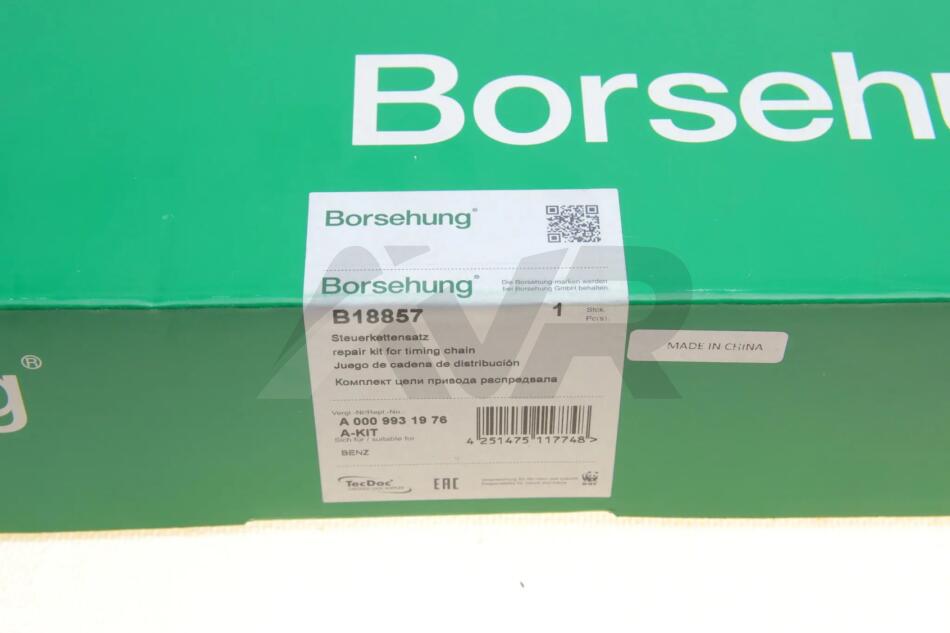 Borsehu
g®
Borsehung®
Borsehung®
Die Borsehung-marken werden
bei Borsehung GmbH behalten.
B18857
1 Stck.
Pc(s).
Steuerkettensatz
repair kit for timing chain
Juego de cadena de distribución
Комплект цепи привода распредвала
MADE IN CHINA
Vergl.-Nr/Repl.-No.:
A 000 993 19 76
A-KIT
Sich für / suitable for
BENZ
4 251475 117748 >
TecDoc
EAC
AVR